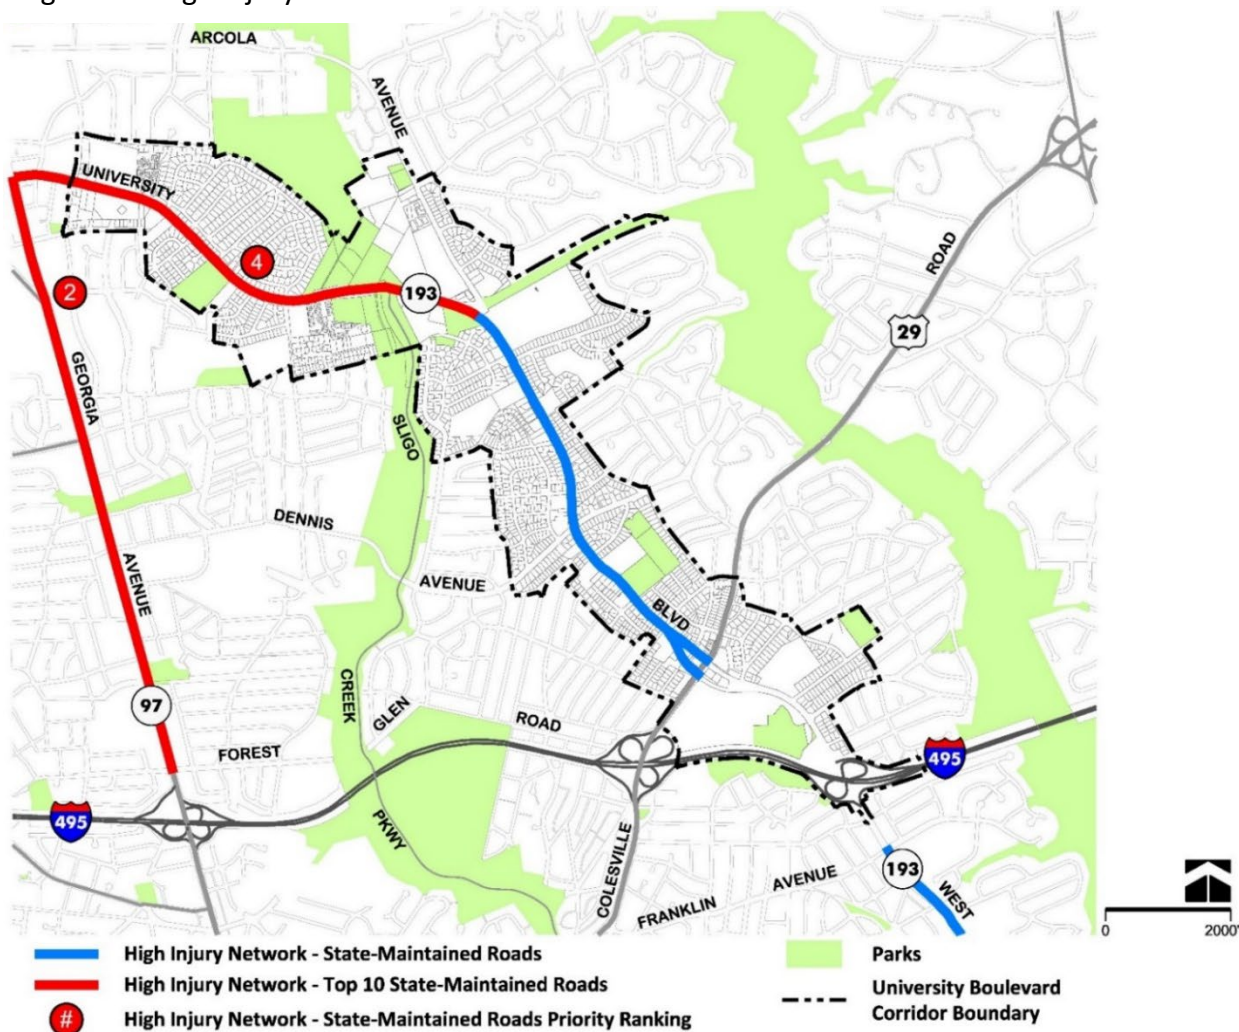 ARCOLA
AVENUE
UNIVERSITY
ROAD
4
2
193
29
GEORGIA
SLIGO
DENNIS
AVENUE
AVENUE
BLVD
CREEK
97
GLEN
ROAD
FOREST
495
495
PKWY
COLESVILLE
193
AVENUE
WEST
FRANKLIN
0
2000'
High Injury Network - State-Maintained Roads
High Injury Network - Top 10 State-Maintained Roads
# High Injury Network - State-Maintained Roads Priority Ranking
Parks
University Boulevard
Corridor Boundary